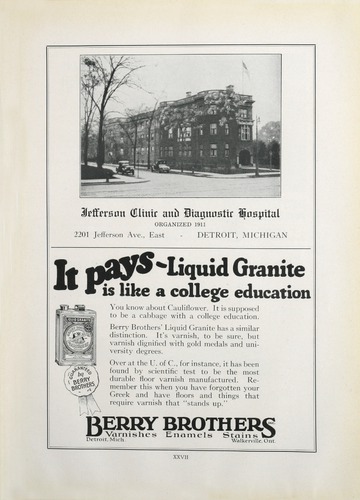 Jefferson Clinic and Diagnostic Hospital
ORGANIZED 1911
2201 Jefferson Ave., East - DETROIT, MICHIGAN
It pays~Liquid Granite
is like a college education
You know about Cauliflower. It is supposed
to be a cabbage with a college education.
Berry Brothers' Liquid Granite has a similar
distinction. It's varnish, to be sure, but
varnish dignified with gold medals and uni-
versity degrees.
Over at the U. of C., for instance, it has been
found by scientific test to be the most
durable floor varnish manufactured. Re-
member this when you have forgotten your
Greek and have floors and things that
require varnish that "stands up."
GUARANTEED
by
BERRY
BROTHERS
BERRY BROTHERS
Varnishes Enamels Stains
Detroit, Mich. Walkerville, Ont.
XXVII